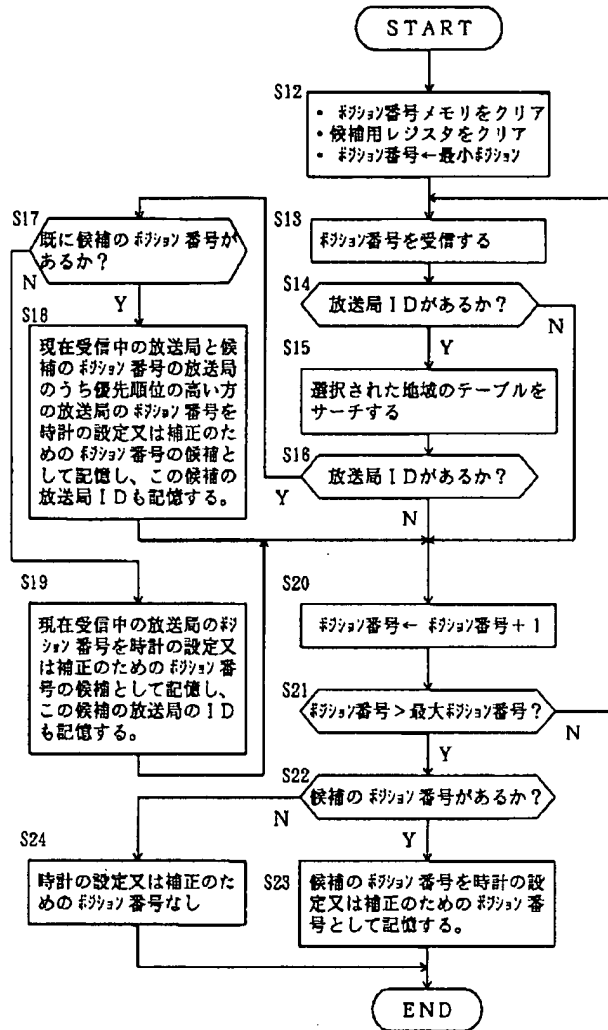 START
S12
• ポジション番号メモリをクリア
• 候補用レジスタをクリア
• ポジション番号←最小ポジション
S13
ポジション番号を受信する
S14
放送局IDがあるか?
N
Y
S15
選択された地域のテーブルを
サーチする
S16
放送局IDがあるか?
Y
N
S17
既に候補のポジション番号が
あるか?
N
Y
S18
現在受信中の放送局と候
補のポジション番号の放送局
のうち優先順位の高い方
の放送局のポジション番号を
時計の設定又は補正のた
めのポジション番号の候補と
して記憶し、この候補の
放送局IDも記憶する。
S19
現在受信中の放送局のポジ
ション番号を時計の設定又
は補正のためのポジション番
号の候補として記憶し、
この候補の放送局のID
も記憶する。
S20
ポジション番号← ポジション番号+1
S21
ポジション番号>最大ポジション番号?
N
Y
S22
候補のポジション番号があるか?
N
Y
S24
時計の設定又は補正のた
めのポジション番号なし
S23
候補のポジション番号を時計の設
定又は補正のためのポジション番
号として記憶する。
END